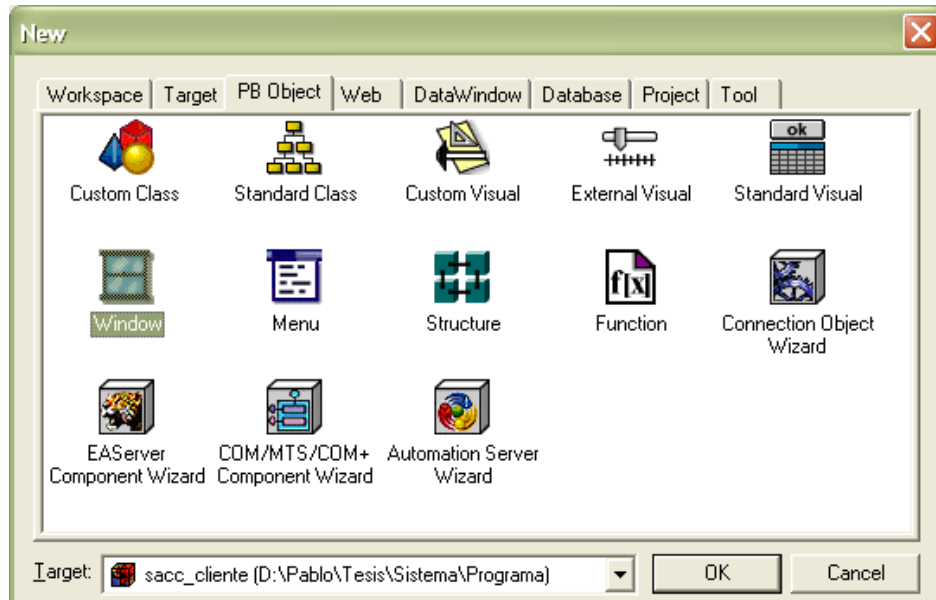 New
Workspace Target PB Object Web DataWindow Database Project Tool
ok
Custom Class Standard Class Custom Visual External Visual Standard Visual
f(x)
Window Menu Structure Function Connection Object
Wizard
EAServer COM/MTS/COM+ Automation Server
Component Wizard Component Wizard Wizard
Target: sacc_cliente (D:\Pablo\Tesis\Sistema\Programa) OK Cancel